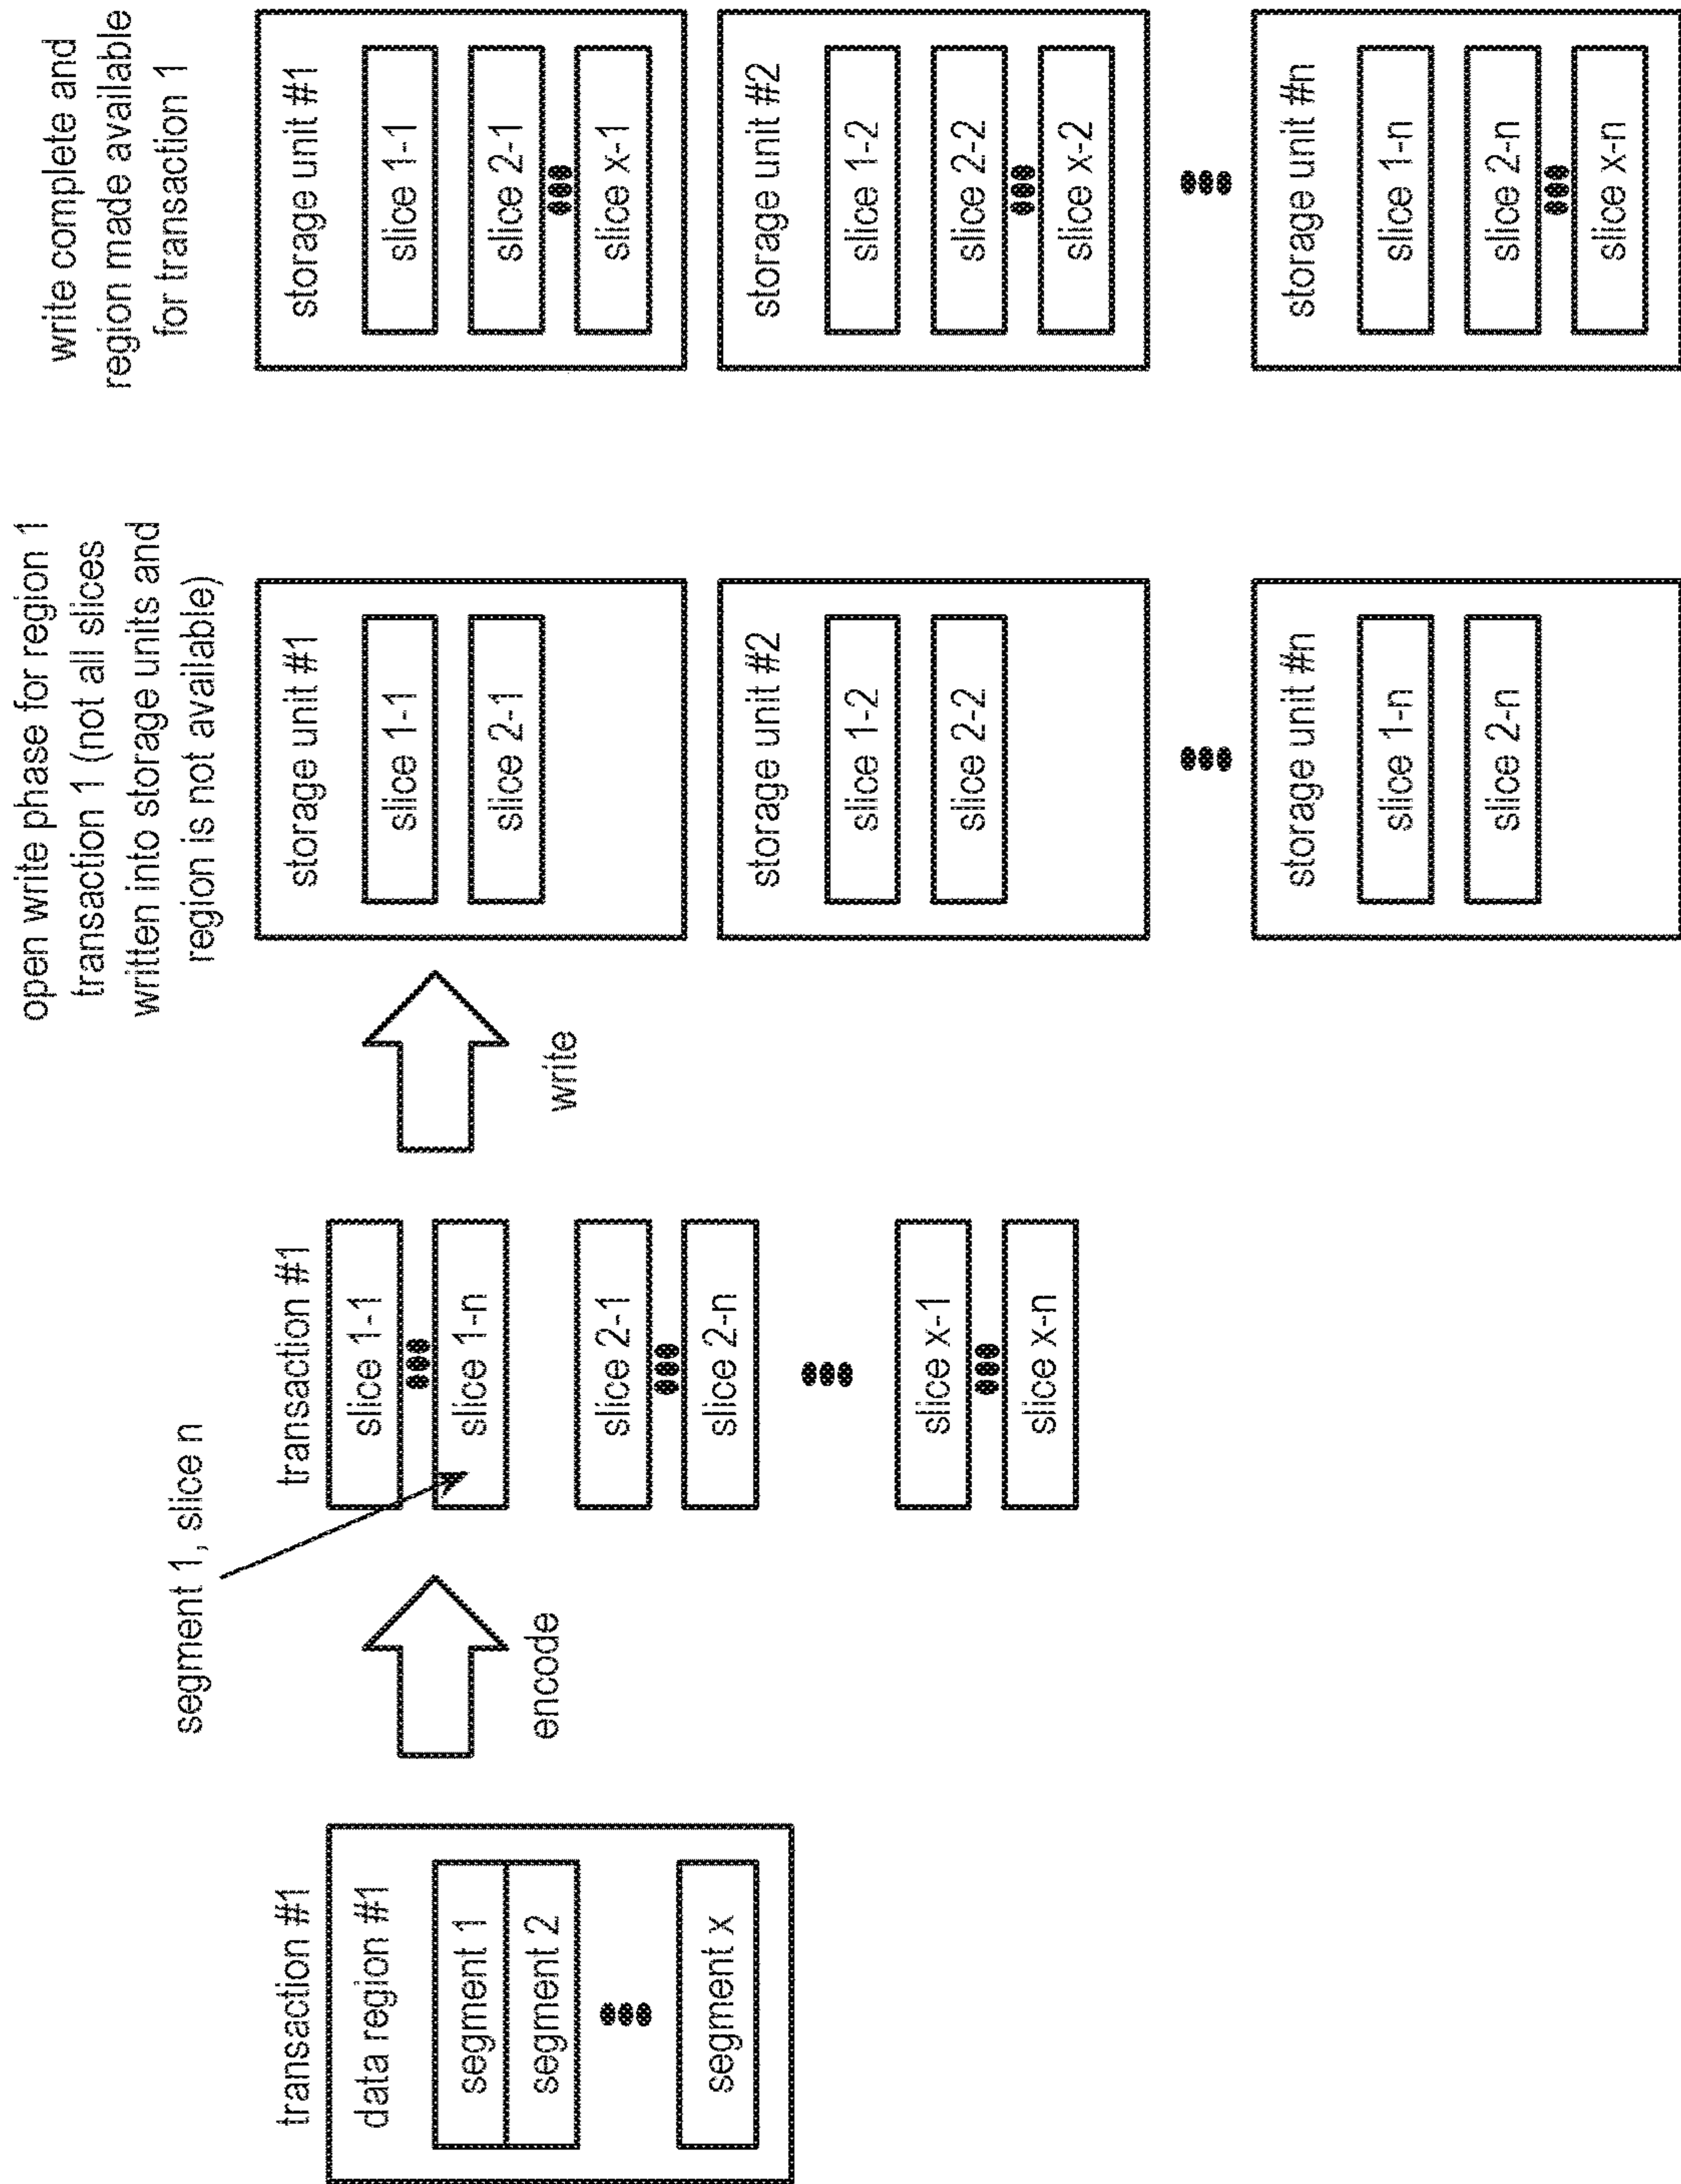 transaction #1
data region #1
segment 1
segment 2
segment x
encode
segment 1, slice n
transaction #1
slice 1-1
slice 1-n
slice 2-1
slice 2-n
slice x-1
slice x-n
write
open write phase for region 1
transaction 1 (not all slices
written into storage units and
region is not available)
storage unit #1
slice 1-1
slice 2-1
storage unit #2
slice 1-2
slice 2-2
storage unit #n
slice 1-n
slice 2-n
write complete and
region made available
for transaction 1
storage unit #1
slice 1-1
slice 2-1
slice x-1
storage unit #2
slice 1-2
slice 2-2
slice x-2
storage unit #n
slice 1-n
slice 2-n
slice x-n